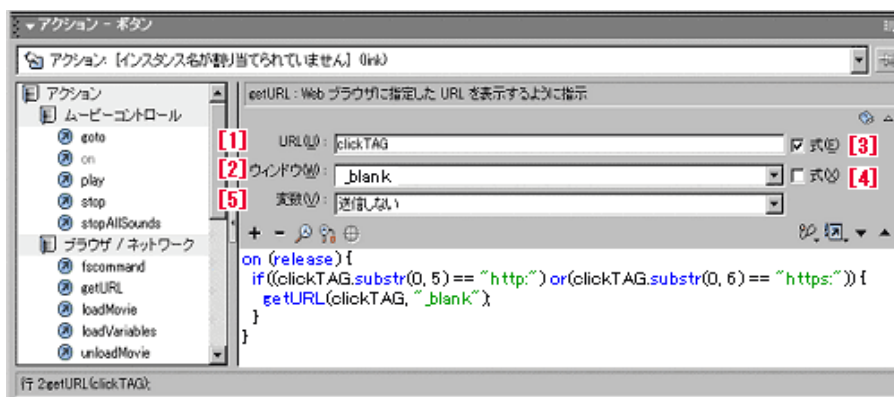 アクション - ボタン
アクション: [インスタンス名が割り当てられていません] (link)
アクション
ムービーコントロール
goto
on
play
stop
stopAllSounds
ブラウザ / ネットワーク
fscommand
getURL
loadMovie
loadVariables
unloadMovie
getURL : Web ブラウザに指定した URL を表示するように指示
[1] URL(U) : clickTAG 式(E) [3]
[2] ウィンドウ(W) : _blank 式(X) [4]
[5] 変数(V) : 送信しない
on (release) {
if((clickTAG.substr(0, 5) == "http:") or(clickTAG.substr(0, 6) == "https:")) {
getURL(clickTAG, "_blank");
}
}
行 2:getURL(clickTAG);